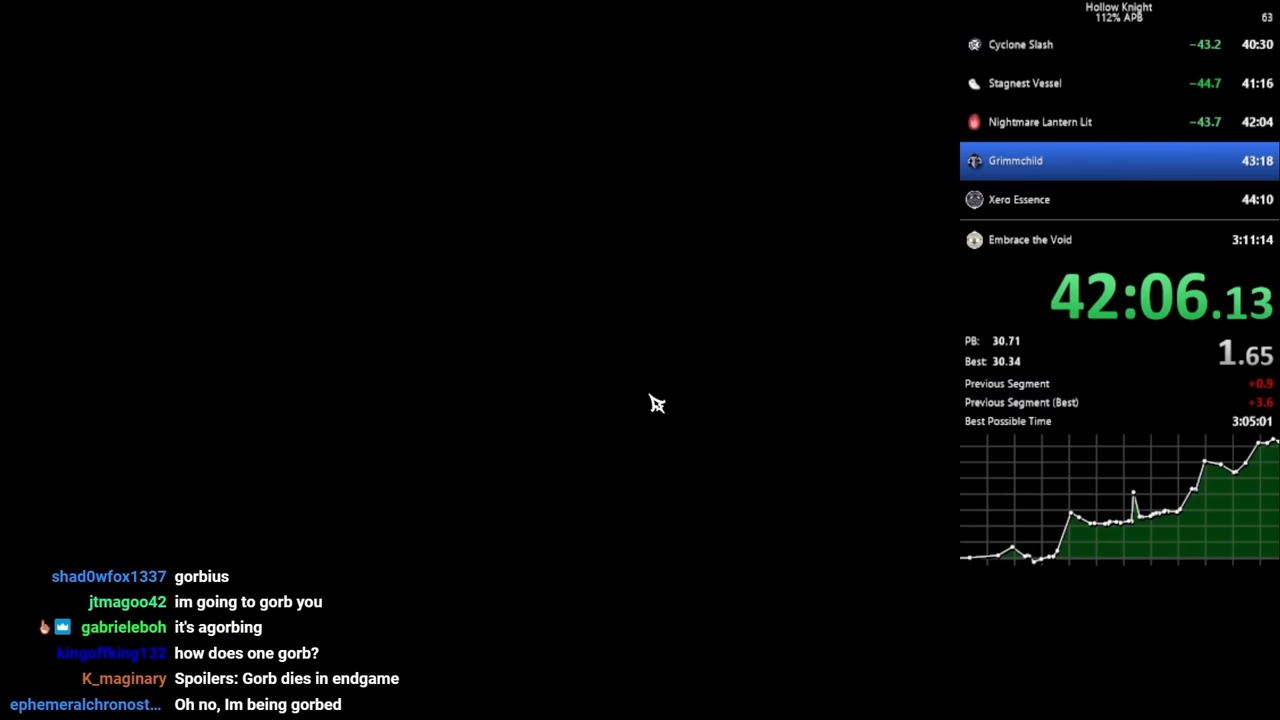 Hollow Knight
112% APB
63
Cyclone Slash -43.2 40:30
Stagnest Vessel -44.7 41:16
Nightmare Lantern Lit -43.7 42:04
Grimmchild 43:18
Xero Essence 44:10
Embrace the Void 3:11:14
42:06.13
PB: 30.71
1.65
Best: 30.34
Previous Segment +0.9
Previous Segment (Best) +3.6
Best Possible Time 3:05:01
shad0wfox1337 gorbius
jtmagoo42 im going to gorb you
gabrieleboh it's agorbing
kingoffking132 how does one gorb?
K_maginary Spoilers: Gorb dies in endgame
ephemeralchronost... Oh no, Im being gorbed